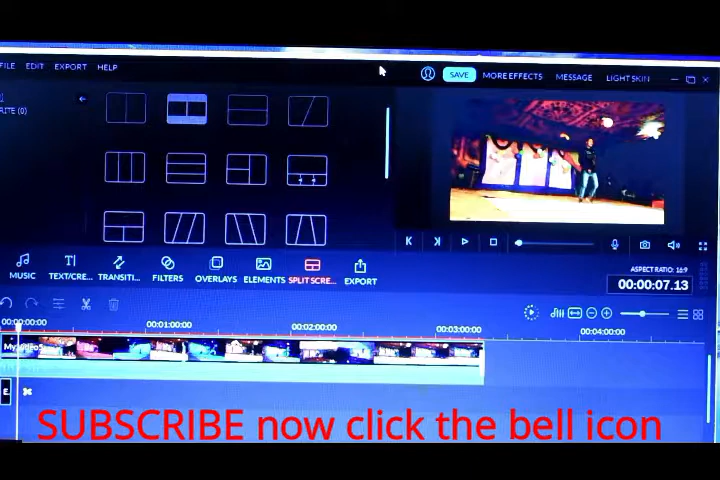 FILE EDIT EXPORT HELP
SAVE MORE EFFECTS MESSAGE LIGHT SKIN
RITE (0)
MUSIC TEXT/CRE... TRANSITI... FILTERS OVERLAYS ELEMENTS SPLIT SCRE... EXPORT
ASPECT RATIO: 16:9
00:00:07.13
00:00:00:00 00:01:00:00 00:02:00:00 00:03:00:00 00:04:00:00
SUBSCRIBE now click the bell icon